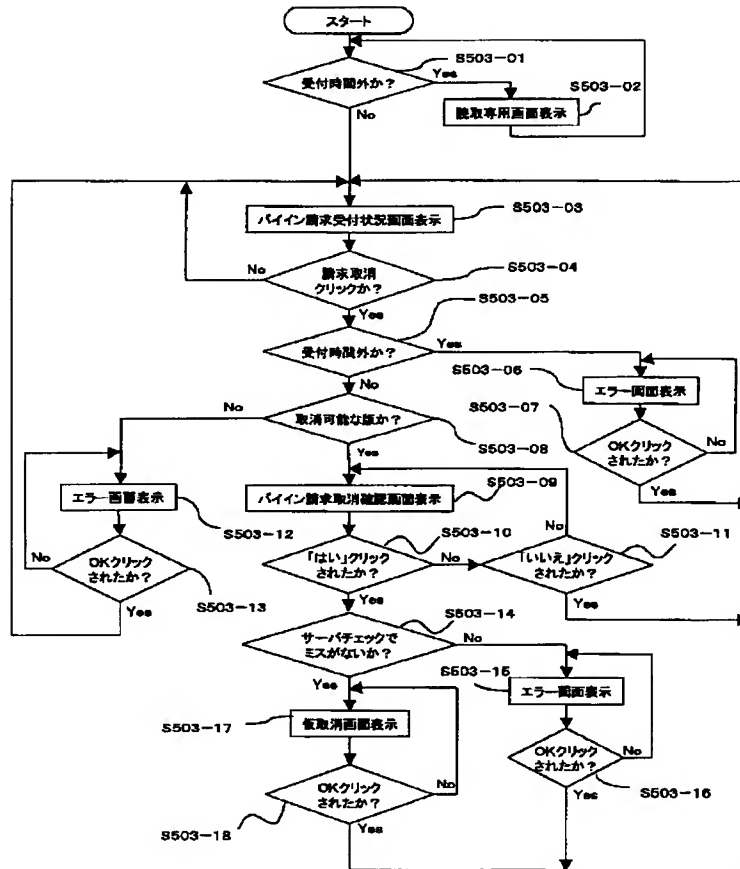 スタート
S503-01
受付時間外か?
Yes
S503-02
読取専用画面表示
No
バイイン請求受付状況画面表示
S503-03
No
請求取消
クリックか?
S503-04
Yes
S503-05
受付時間外か?
Yes
S503-06
エラー画面表示
No
No
取消可能な版か?
S503-07
OKクリック
されたか?
No
S503-08
Yes
Yes
S503-09
エラー画面表示
バイイン請求取消確認画面表示
S503-12
S503-10
No
S503-11
No
OKクリック
されたか?
「はい」クリック
されたか?
No
「いいえ」クリック
されたか?
S503-13
Yes
Yes
Yes
S503-14
サーバチェックで
ミスがないか?
No
S503-15
Yes
エラー画面表示
S503-17
仮取消画面表示
OKクリック
されたか?
No
OKクリック
されたか?
No
S503-16
S503-18
Yes
Yes